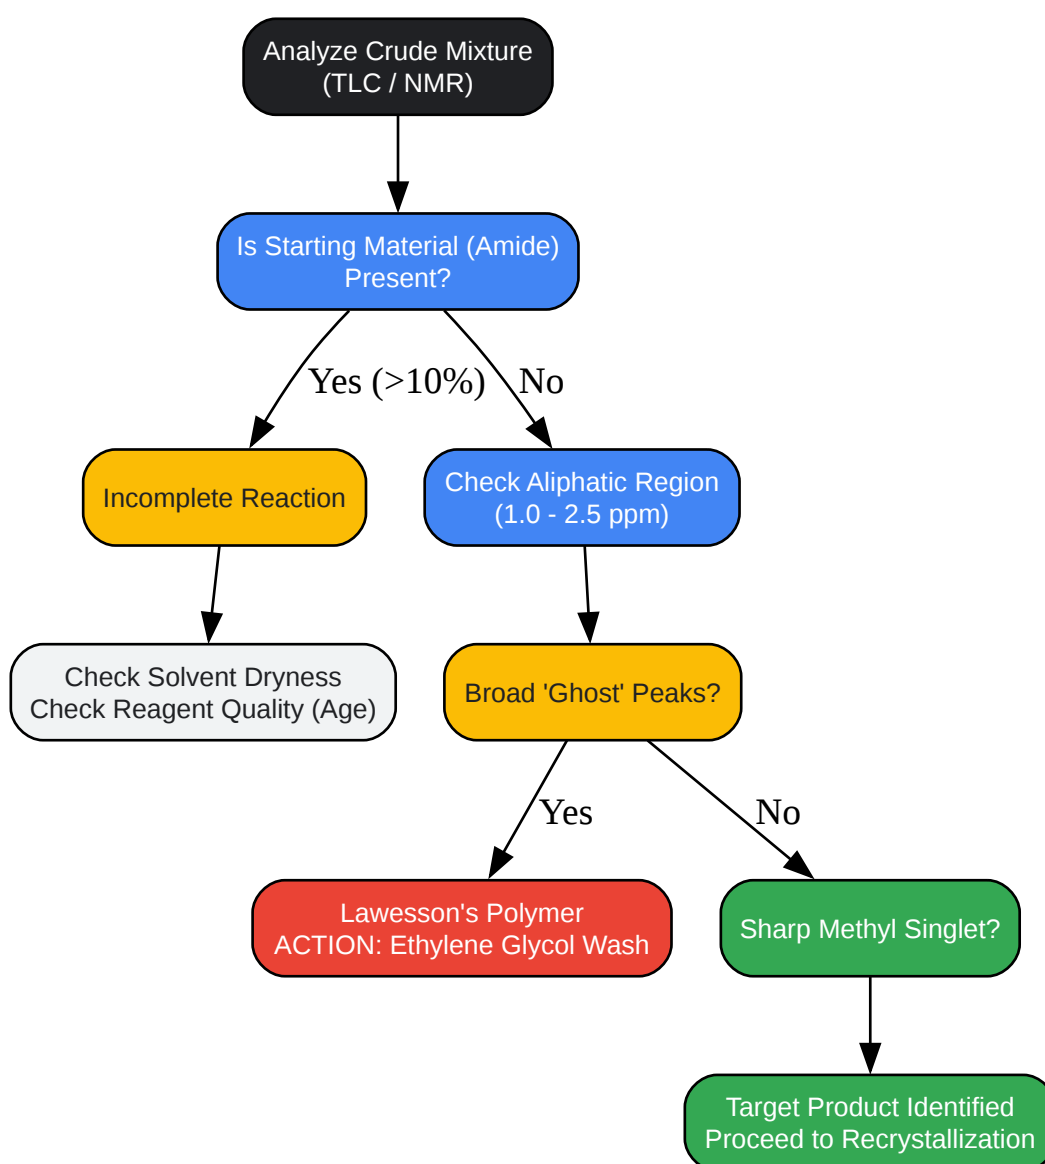 Analyze Crude Mixture
(TLC / NMR)
Is Starting Material (Amide)
Present?
Yes (>10%)
No
Incomplete Reaction
Check Aliphatic Region
(1.0 - 2.5 ppm)
Check Solvent Dryness
Check Reagent Quality (Age)
Broad 'Ghost' Peaks?
Yes
No
Lawesson's Polymer
ACTION: Ethylene Glycol Wash
Sharp Methyl Singlet?
Target Product Identified
Proceed to Recrystallization